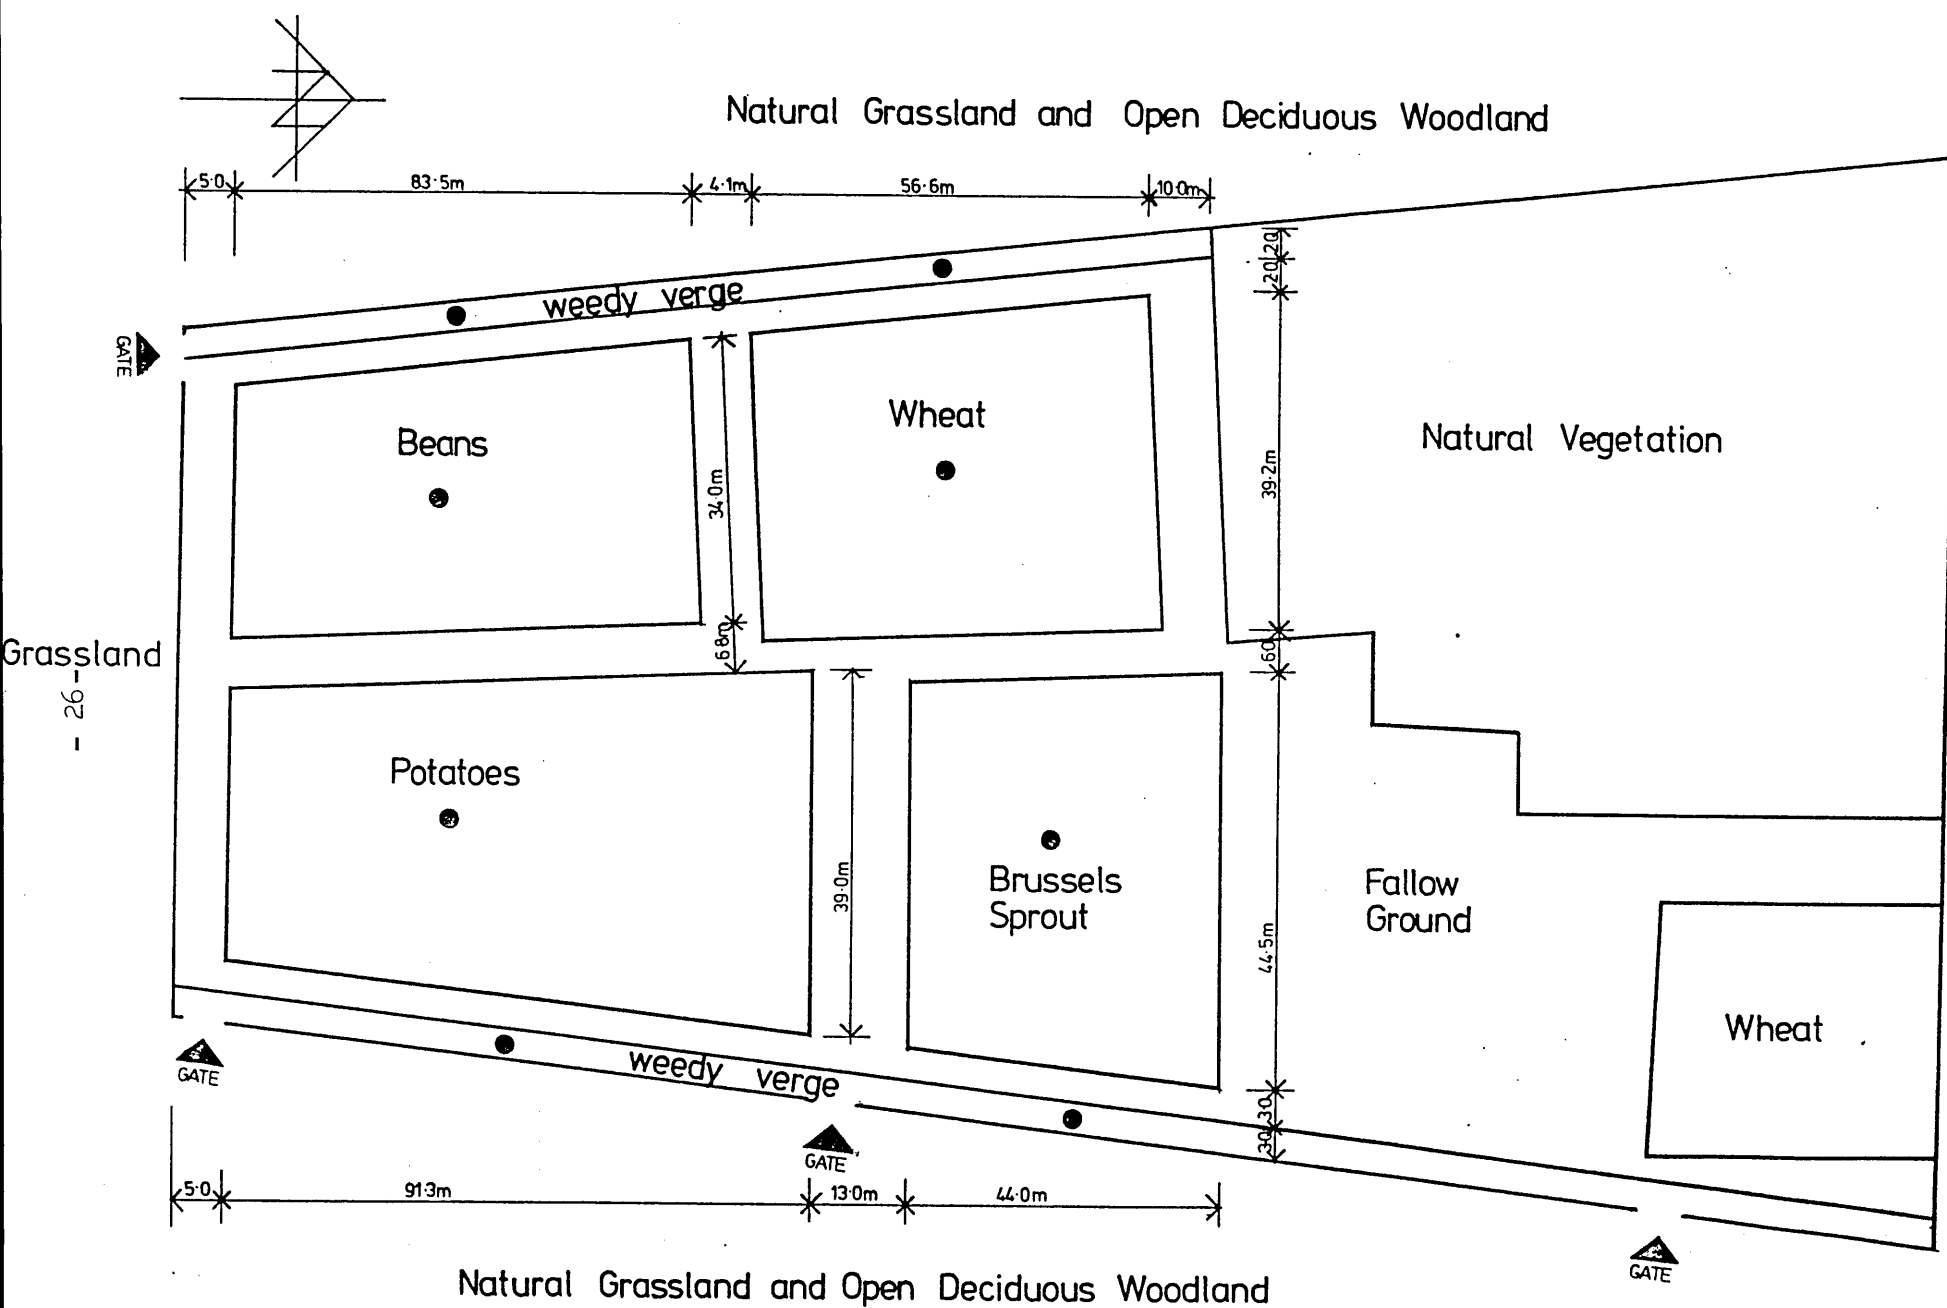 Natural Grassland and Open Deciduous Woodland
5·0
83·5m
4·1m
56·6m
10·0m
2·0
2·0
weedy verge
GATE
Beans
Wheat
Natural Vegetation
34·0m
39·2m
Grassland
- 26 -
6·8m
6·0
Potatoes
39·0m
Brussels
Sprout
Fallow
Ground
44·5m
Wheat
weedy verge
3·0
3·0
GATE
GATE
GATE
5·0
91·3m
13·0m
44·0m
Natural Grassland and Open Deciduous Woodland